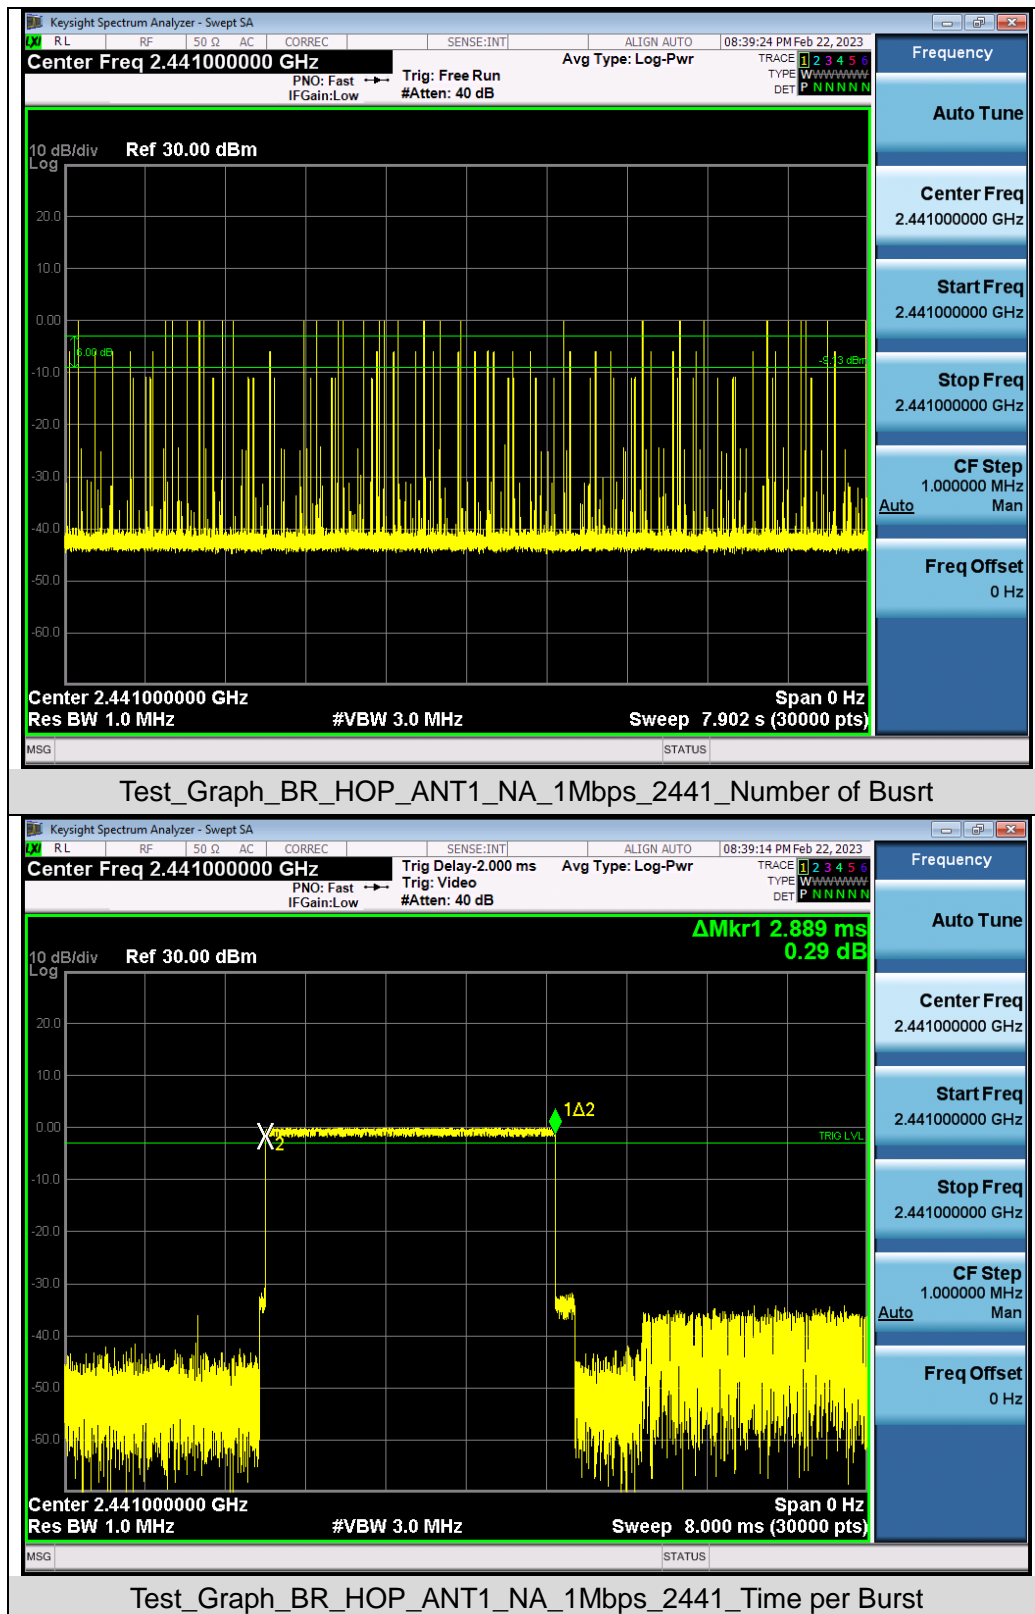 Keysight Spectrum Analyzer - Swept SA
LXI RL RF 50 Ω AC CORREC SENSE:INT ALIGN AUTO 08:39:24 PM Feb 22, 2023
Center Freq 2.441000000 GHz
PNO: Fast
IFGain:Low
Trig: Free Run
#Atten: 40 dB
Avg Type: Log-Pwr
TRACE 1 2 3 4 5 6
TYPE WWWWWW
DET P N N N N N
10 dB/div
Log
Ref 30.00 dBm
20.0
10.0
0.00
6.00 dB
-9.13 dBm
-10.0
-20.0
-30.0
-40.0
-50.0
-60.0
Center 2.441000000 GHz Span 0 Hz
Res BW 1.0 MHz #VBW 3.0 MHz Sweep 7.902 s (30000 pts)
MSG STATUS
Frequency
Auto Tune
Center Freq
2.441000000 GHz
Start Freq
2.441000000 GHz
Stop Freq
2.441000000 GHz
CF Step
1.000000 MHz
Auto Man
Freq Offset
0 Hz
Test_Graph_BR_HOP_ANT1_NA_1Mbps_2441_Number of Busrt
Keysight Spectrum Analyzer - Swept SA
LXI RL RF 50 Ω AC CORREC SENSE:INT ALIGN AUTO 08:39:14 PM Feb 22, 2023
Center Freq 2.441000000 GHz
PNO: Fast
IFGain:Low
Trig Delay-2.000 ms
Trig: Video
#Atten: 40 dB
Avg Type: Log-Pwr
TRACE 1 2 3 4 5 6
TYPE WWWWWW
DET P N N N N N
ΔMkr1 2.889 ms
0.29 dB
10 dB/div
Log
Ref 30.00 dBm
20.0
10.0
0.00
1Δ2
X2
TRIG LVL
-10.0
-20.0
-30.0
-40.0
-50.0
-60.0
Center 2.441000000 GHz Span 0 Hz
Res BW 1.0 MHz #VBW 3.0 MHz Sweep 8.000 ms (30000 pts)
MSG STATUS
Frequency
Auto Tune
Center Freq
2.441000000 GHz
Start Freq
2.441000000 GHz
Stop Freq
2.441000000 GHz
CF Step
1.000000 MHz
Auto Man
Freq Offset
0 Hz
Test_Graph_BR_HOP_ANT1_NA_1Mbps_2441_Time per Burst